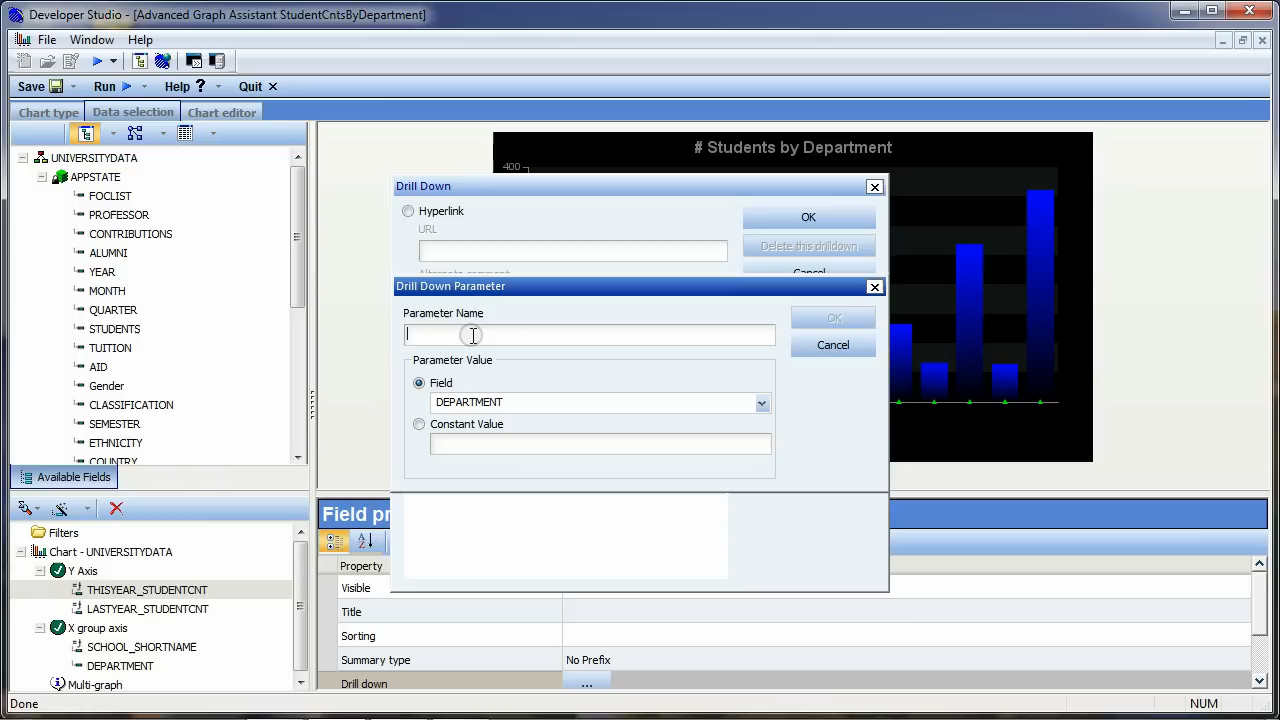 Developer Studio - [Advanced Graph Assistant StudentCntsByDepartment]
File Window Help
Save Run Help ? Quit
Chart type Data selection Chart editor
UNIVERSITYDATA
APPSTATE
FOCLIST
PROFESSOR
CONTRIBUTIONS
ALUMNI
YEAR
MONTH
QUARTER
STUDENTS
TUITION
AID
Gender
CLASSIFICATION
SEMESTER
ETHNICITY
COUNTRY
Available Fields
Filters
Chart - UNIVERSITYDATA
Y Axis
THISYEAR_STUDENTCNT
LASTYEAR_STUDENTCNT
X group axis
SCHOOL_SHORTNAME
DEPARTMENT
Multi-graph
# Students by Department
400
Drill Down
Hyperlink
URL
Alternate comment
OK
Delete this drilldown
Cancel
Drill Down Parameter
Parameter Name
OK
Cancel
Parameter Value
Field
DEPARTMENT
Constant Value
Field pr
Property
Visible
Title
Sorting
Summary type No Prefix
Drill down ...
Done NUM